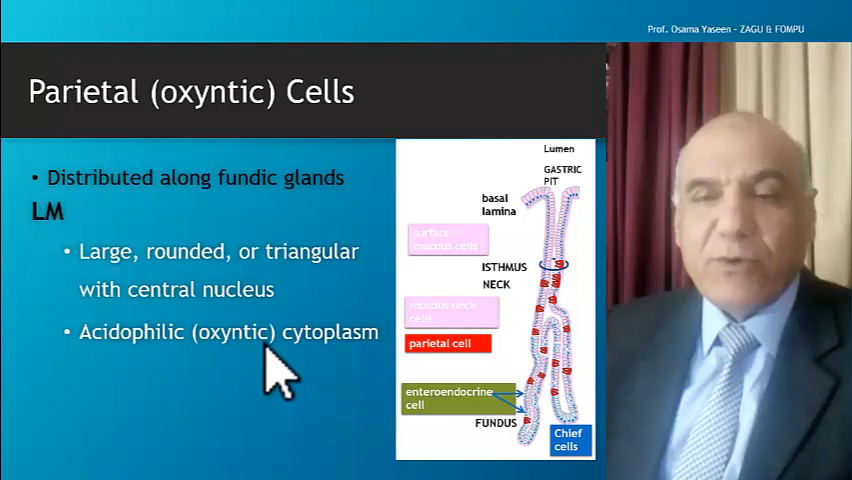 Prof. Osama Yaseen - ZAGU & FOMPU
Parietal (oxyntic) Cells
• Distributed along fundic glands
LM
• Large, rounded, or triangular
with central nucleus
• Acidophilic (oxyntic) cytoplasm
Lumen
GASTRIC
PIT
basal
lamina
surface
mucous cells
ISTHMUS
NECK
mucous neck
cells
parietal cell
enteroendocrine
cell
FUNDUS
Chief
cells